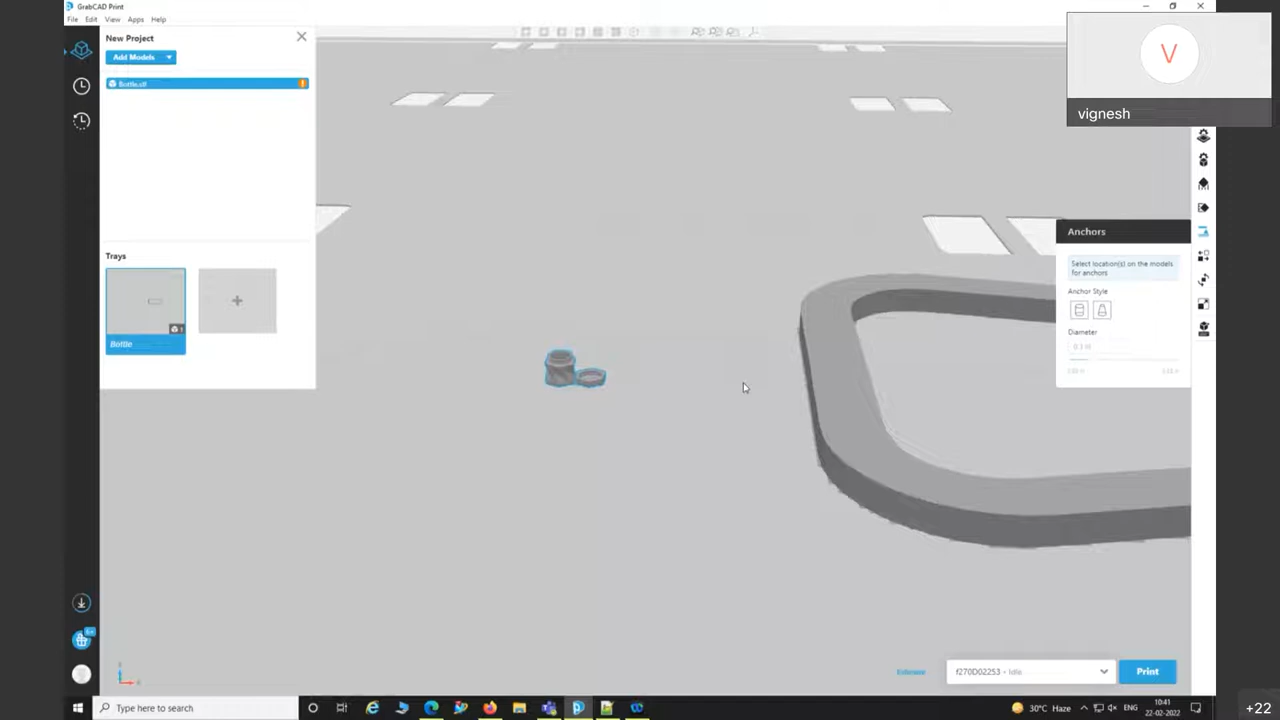 GrabCAD Print
File Edit View Apps Help
New Project
Add Models
Bottle.stl
Trays
Bottle
V
vignesh
Anchors
Select location(s) on the models
for anchors
Anchor Style
Diameter
f270D02253 - Idle
Print
Type here to search
30°C Haze
ENG
10:41
22-02-2022
+22